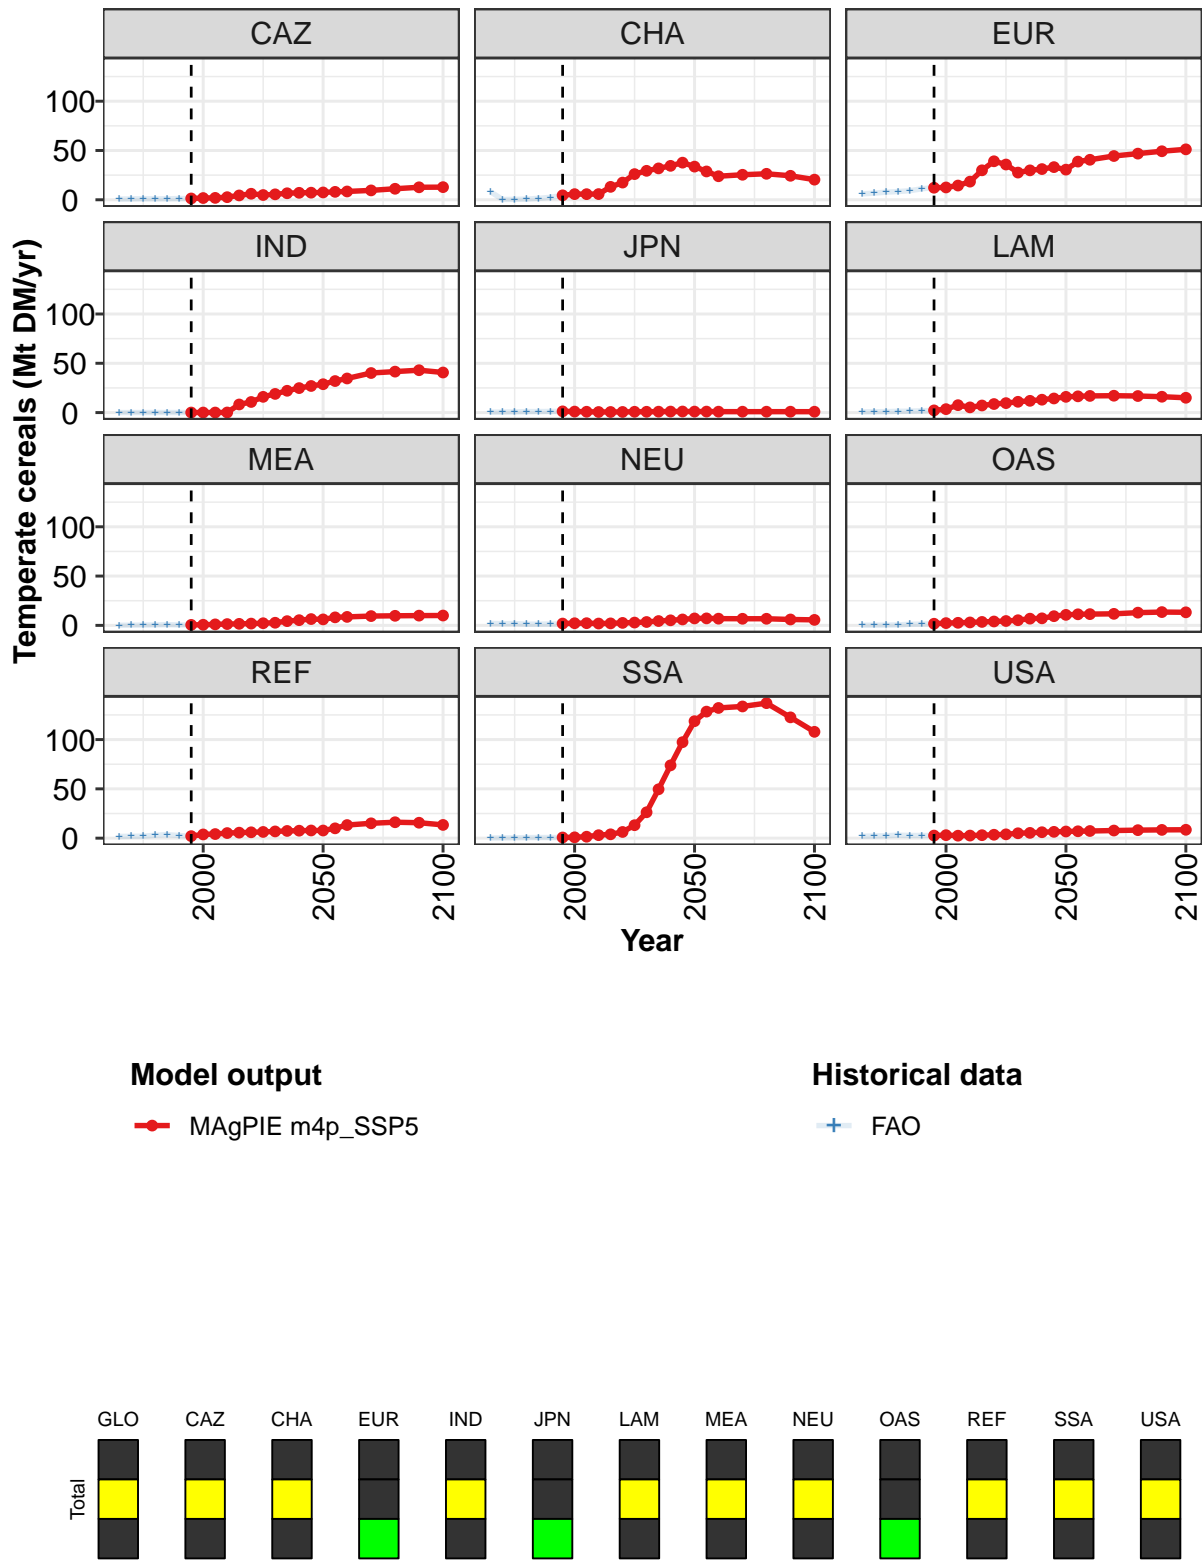 CAZ CHA EUR
100
50
0
IND JPN LAM
100
50
0
MEA NEU OAS
100
50
0
REF SSA USA
100
50
0
Temperate cereals (Mt DM/yr)
2000 2050 2100 2000 2050 2100 2000 2050 2100
Year
Model output Historical data
MAgPIE m4p_SSP5 FAO
GLO CAZ CHA EUR IND JPN LAM MEA NEU OAS REF SSA USA
Total